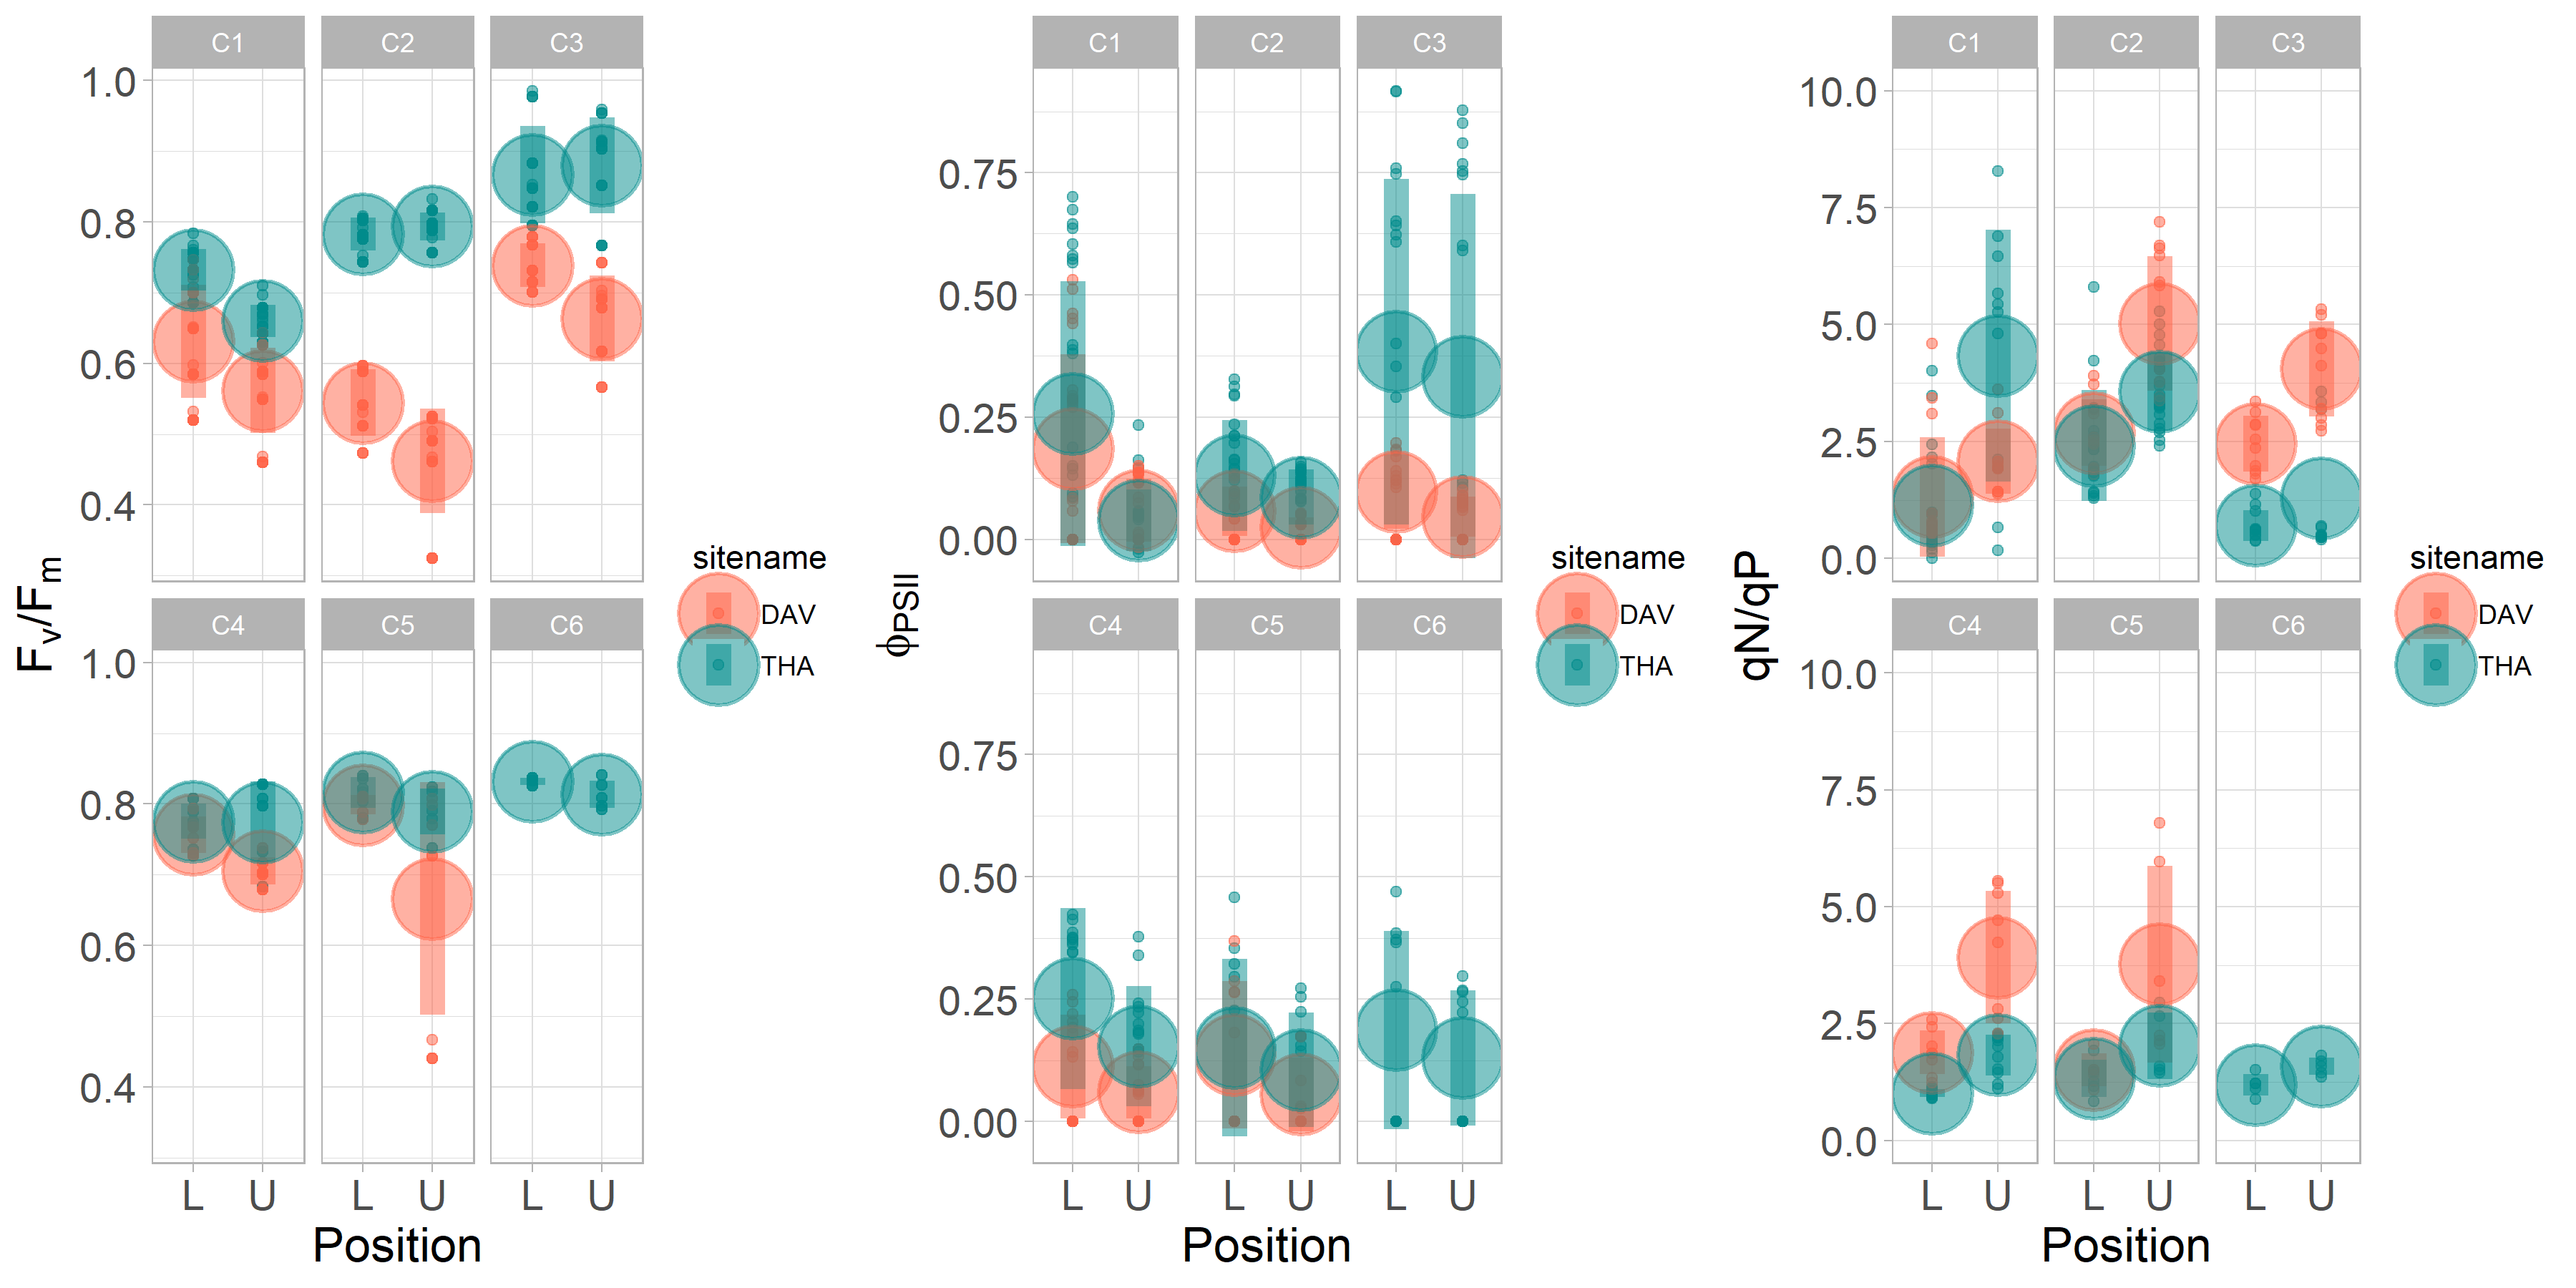 C1 C2 C3
1.0
0.8
0.6
0.4
C4 C5 C6
1.0
0.8
0.6
0.4
L U L U L U
Position
Fv/Fm
sitename
DAV
THA
C1 C2 C3
0.75
0.50
0.25
0.00
C4 C5 C6
0.75
0.50
0.25
0.00
L U L U L U
Position
ϕPSII
sitename
DAV
THA
C1 C2 C3
10.0
7.5
5.0
2.5
0.0
C4 C5 C6
10.0
7.5
5.0
2.5
0.0
L U L U L U
Position
qN/qP
sitename
DAV
THA